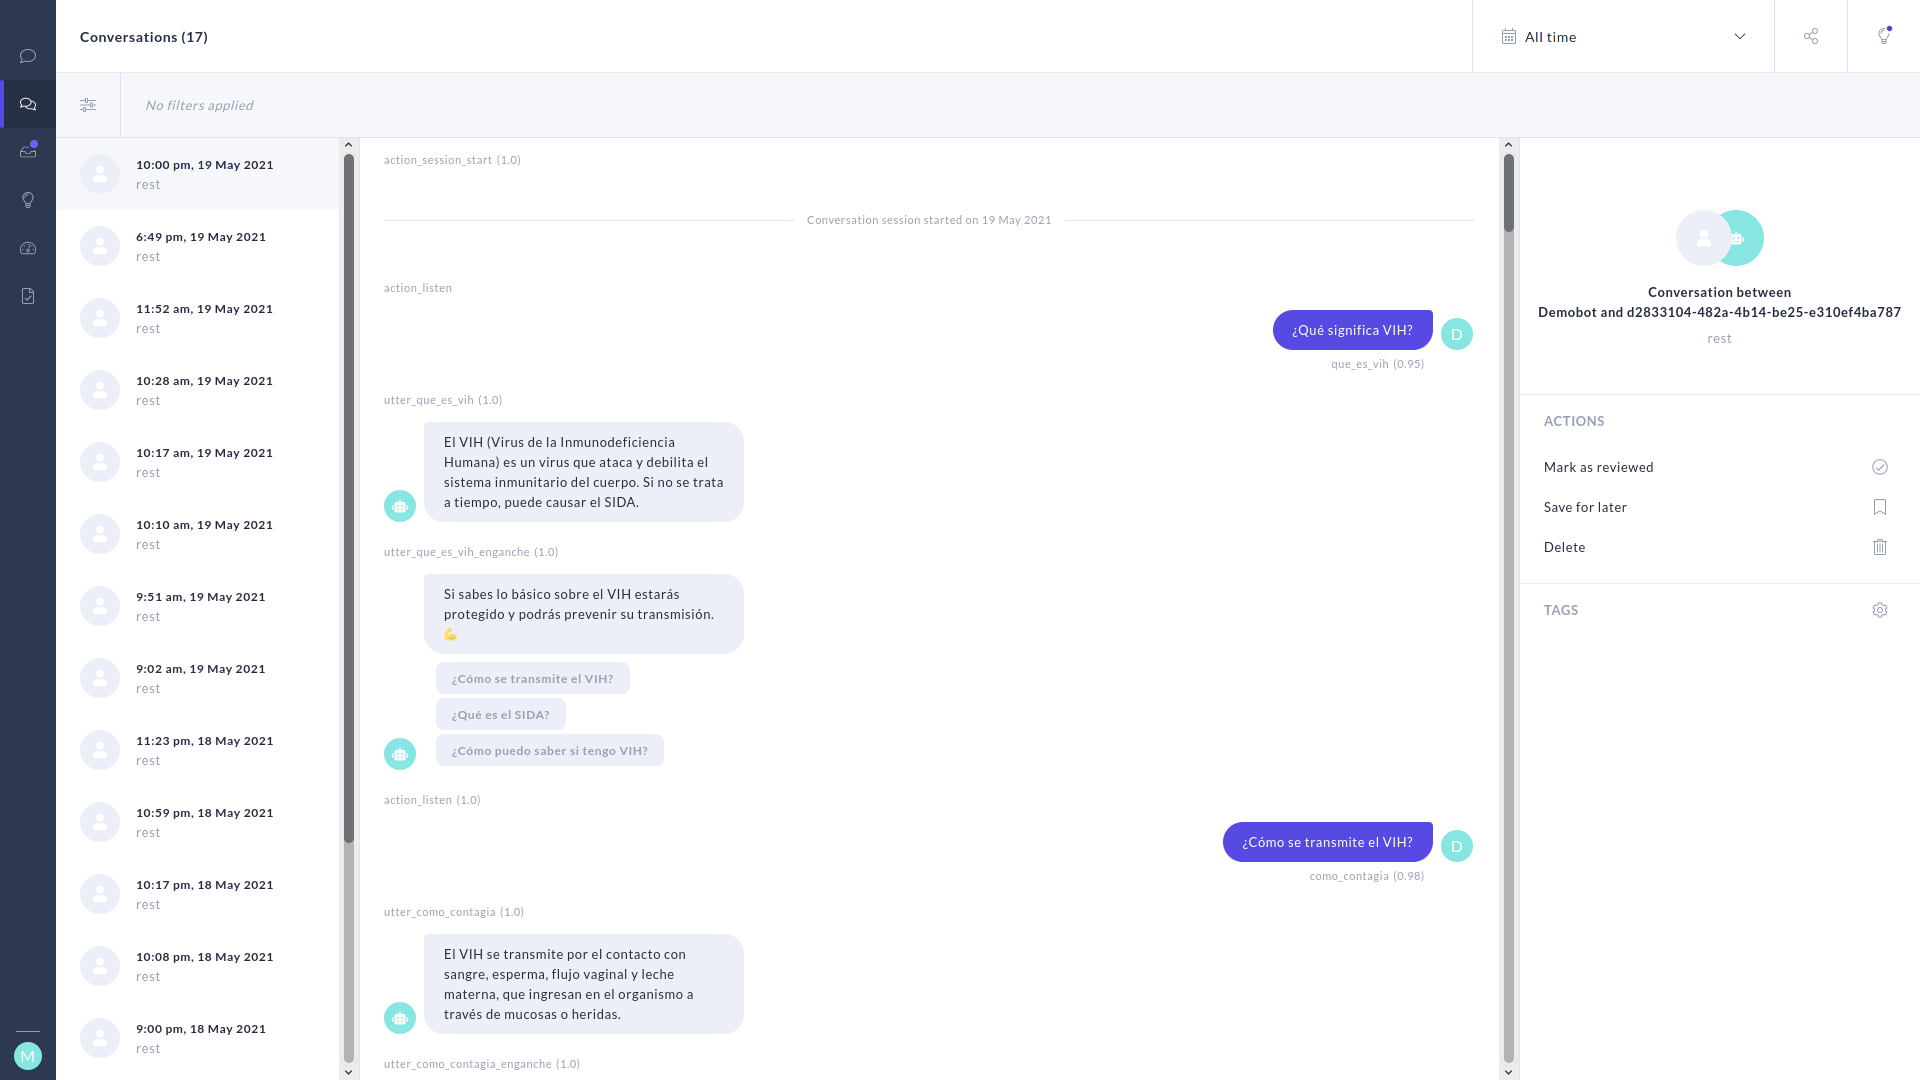 Conversations (17)
All time
No filters applied
10:00 pm, 19 May 2021
rest
6:49 pm, 19 May 2021
rest
11:52 am, 19 May 2021
rest
10:28 am, 19 May 2021
rest
10:17 am, 19 May 2021
rest
10:10 am, 19 May 2021
rest
9:51 am, 19 May 2021
rest
9:02 am, 19 May 2021
rest
11:23 pm, 18 May 2021
rest
10:59 pm, 18 May 2021
rest
10:17 pm, 18 May 2021
rest
10:08 pm, 18 May 2021
rest
9:00 pm, 18 May 2021
rest
M
action_session_start (1.0)
Conversation session started on 19 May 2021
action_listen
¿Qué significa VIH?
D
que_es_vih (0.95)
utter_que_es_vih (1.0)
El VIH (Virus de la Inmunodeficiencia
Humana) es un virus que ataca y debilita el
sistema inmunitario del cuerpo. Si no se trata
a tiempo, puede causar el SIDA.
utter_que_es_vih_enganche (1.0)
Si sabes lo básico sobre el VIH estarás
protegido y podrás prevenir su transmisión.
💪
¿Cómo se transmite el VIH?
¿Qué es el SIDA?
¿Cómo puedo saber si tengo VIH?
action_listen (1.0)
¿Cómo se transmite el VIH?
D
como_contagia (0.98)
utter_como_contagia (1.0)
El VIH se transmite por el contacto con
sangre, esperma, flujo vaginal y leche
materna, que ingresan en el organismo a
través de mucosas o heridas.
utter_como_contagia_enganche (1.0)
Conversation between
Demobot and d2833104-482a-4b14-be25-e310ef4ba787
rest
ACTIONS
Mark as reviewed
Save for later
Delete
TAGS